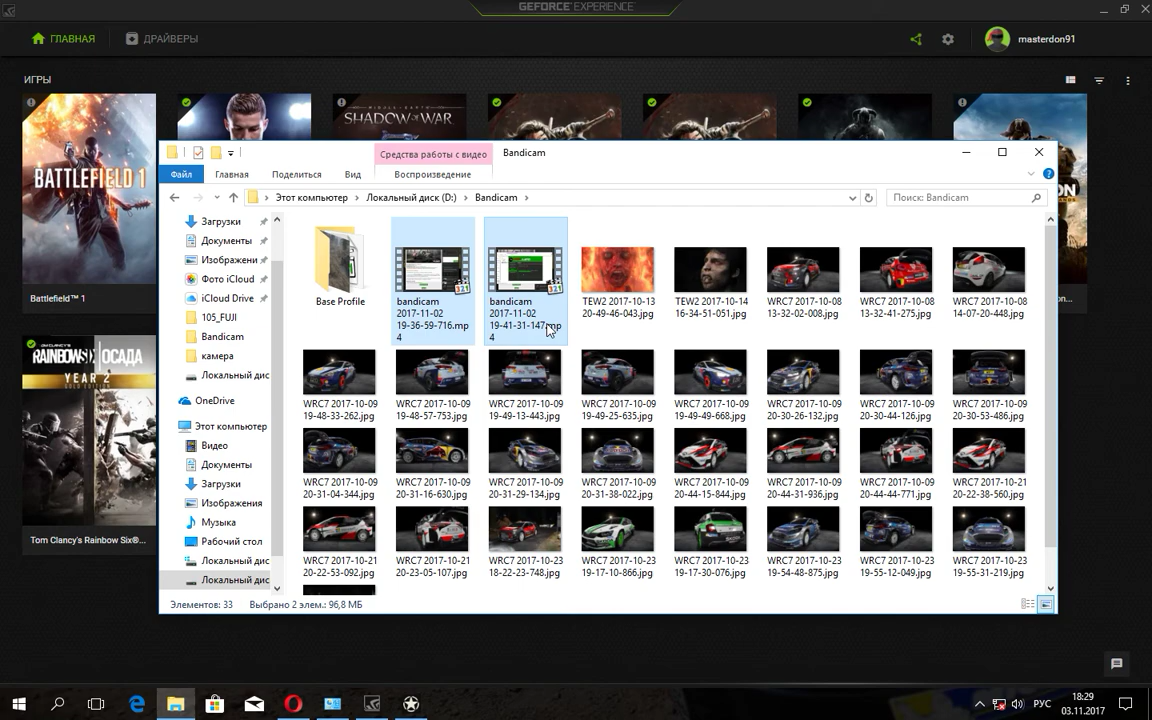 GEFORCE EXPERIENCE
ГЛАВНАЯ
ДРАЙВЕРЫ
masterdon91
ИГРЫ
SHADOW OF WAR
BATTLEFIELD 1
Battlefield™ 1
RAINBOW SIX ОСАДА
YEAR 2
GOLD EDITION
Tom Clancy's Rainbow Six®...
Средства работы с видео
Bandicam
Файл
Главная
Поделиться
Вид
Воспроизведение
Этот компьютер
Локальный диск (D:)
Bandicam
Поиск: Bandicam
Загрузки
Документы
Изображени
Фото iCloud
iCloud Drive
105_FUJI
Bandicam
камера
Локальный дис
OneDrive
Этот компьютер
Видео
Документы
Загрузки
Изображения
Музыка
Рабочий стол
Локальный дис
Локальный дис
Base Profile
bandicam
2017-11-02
19-36-59-716.mp
4
bandicam
2017-11-02
19-41-31-147.mp
4
TEW2 2017-10-13
20-49-46-043.jpg
TEW2 2017-10-14
16-34-51-051.jpg
WRC7 2017-10-08
13-32-02-008.jpg
WRC7 2017-10-08
13-32-41-275.jpg
WRC7 2017-10-08
14-07-20-448.jpg
WRC7 2017-10-09
19-48-33-262.jpg
WRC7 2017-10-09
19-48-57-753.jpg
WRC7 2017-10-09
19-49-13-443.jpg
WRC7 2017-10-09
19-49-25-635.jpg
WRC7 2017-10-09
19-49-49-668.jpg
WRC7 2017-10-09
20-30-26-132.jpg
WRC7 2017-10-09
20-30-44-126.jpg
WRC7 2017-10-09
20-30-53-486.jpg
WRC7 2017-10-09
20-31-04-344.jpg
WRC7 2017-10-09
20-31-16-630.jpg
WRC7 2017-10-09
20-31-29-134.jpg
WRC7 2017-10-09
20-31-38-022.jpg
WRC7 2017-10-09
20-44-15-844.jpg
WRC7 2017-10-09
20-44-31-936.jpg
WRC7 2017-10-09
20-44-44-771.jpg
WRC7 2017-10-21
20-22-38-560.jpg
WRC7 2017-10-21
20-22-53-092.jpg
WRC7 2017-10-21
20-23-05-107.jpg
WRC7 2017-10-23
18-22-23-748.jpg
WRC7 2017-10-23
19-17-10-866.jpg
WRC7 2017-10-23
19-17-30-076.jpg
WRC7 2017-10-23
19-54-48-875.jpg
WRC7 2017-10-23
19-55-12-049.jpg
WRC7 2017-10-23
19-55-31-219.jpg
Элементов: 33
Выбрано 2 элем.: 96,8 МБ
РУС
18:29
03.11.2017